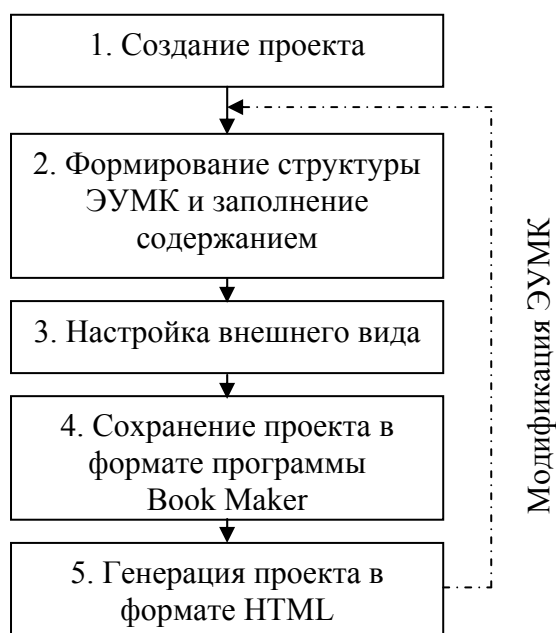 1. Создание проекта
2. Формирование структуры
ЭУМК и заполнение
содержанием
3. Настройка внешнего вида
4. Сохранение проекта в
формате программы
Book Maker
5. Генерация проекта в
формате HTML
Модификация ЭУМК